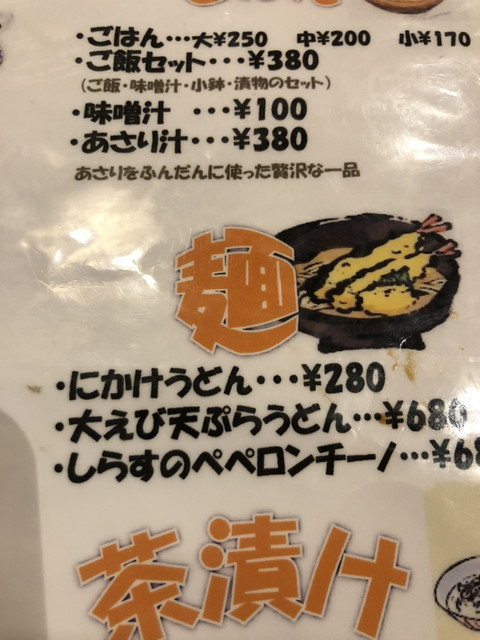 ・ごはん・・・大¥250 中¥200 小¥170
・ご飯セット・・・¥380
(ご飯・味噌汁・小鉢・漬物のセット)
・味噌汁 ・・・¥100
・あさり汁・・・¥380
あさりをふんだんに使った贅沢な一品
麺
・にかけうどん・・・¥280
・大えび天ぷらうどん・・・¥680
・しらすのペペロンチーノ・・・¥68
茶漬け